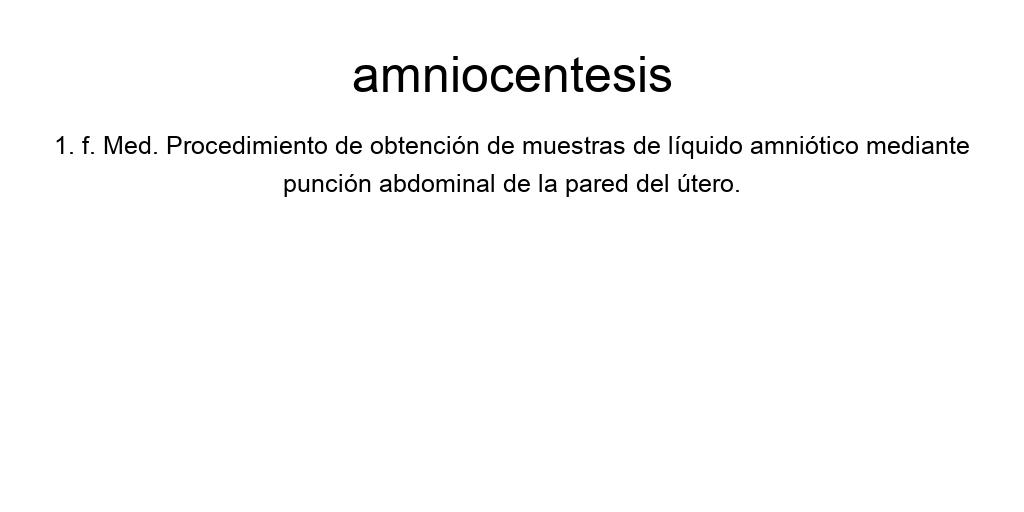 amniocentesis
1. f. Med. Procedimiento de obtención de muestras de líquido amniótico mediante
punción abdominal de la pared del útero.